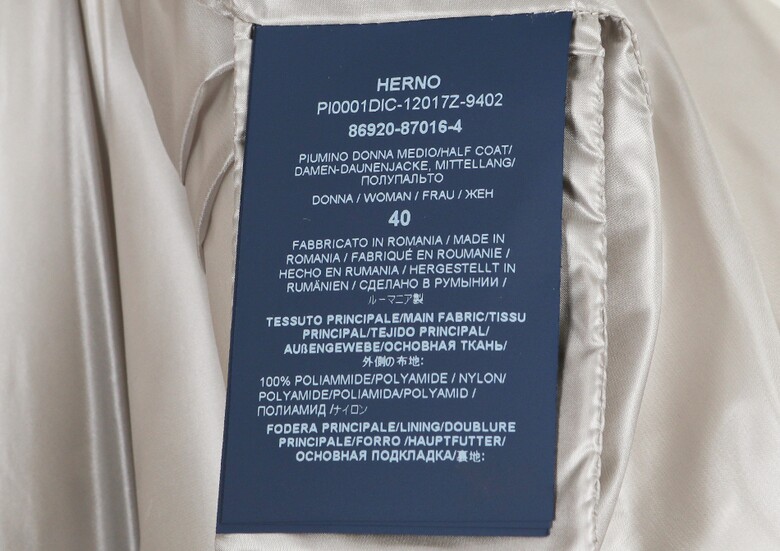 HERNO
PI0001DIC-12017Z-9402
86920-87016-4
PIUMINO DONNA MEDIO/HALF COAT/
DAMEN-DAUNENJACKE, MITTELLANG/
ПОЛУПАЛЬТО
DONNA / WOMAN / FRAU / ЖЕН
40
FABBRICATO IN ROMANIA / MADE IN
ROMANIA / FABRIQUÉ EN ROUMANIE /
HECHO EN RUMANIA / HERGESTELLT IN
RUMÄNIEN / СДЕЛАНО В РУМЫНИИ /
ルーマニア製
TESSUTO PRINCIPALE/MAIN FABRIC/TISSU
PRINCIPAL/TEJIDO PRINCIPAL/
AUßENGEWEBE/ОСНОВНАЯ ТКАНЬ/
外側の布地:
100% POLIAMMIDE/POLYAMIDE / NYLON/
POLYAMIDE/POLIAMIDA/POLYAMID /
ПОЛИАМИД /ナイロン
FODERA PRINCIPALE/LINING/DOUBLURE
PRINCIPALE/FORRO /HAUPTFUTTER/
ОСНОВНАЯ ПОДКЛАДКА/裏地: